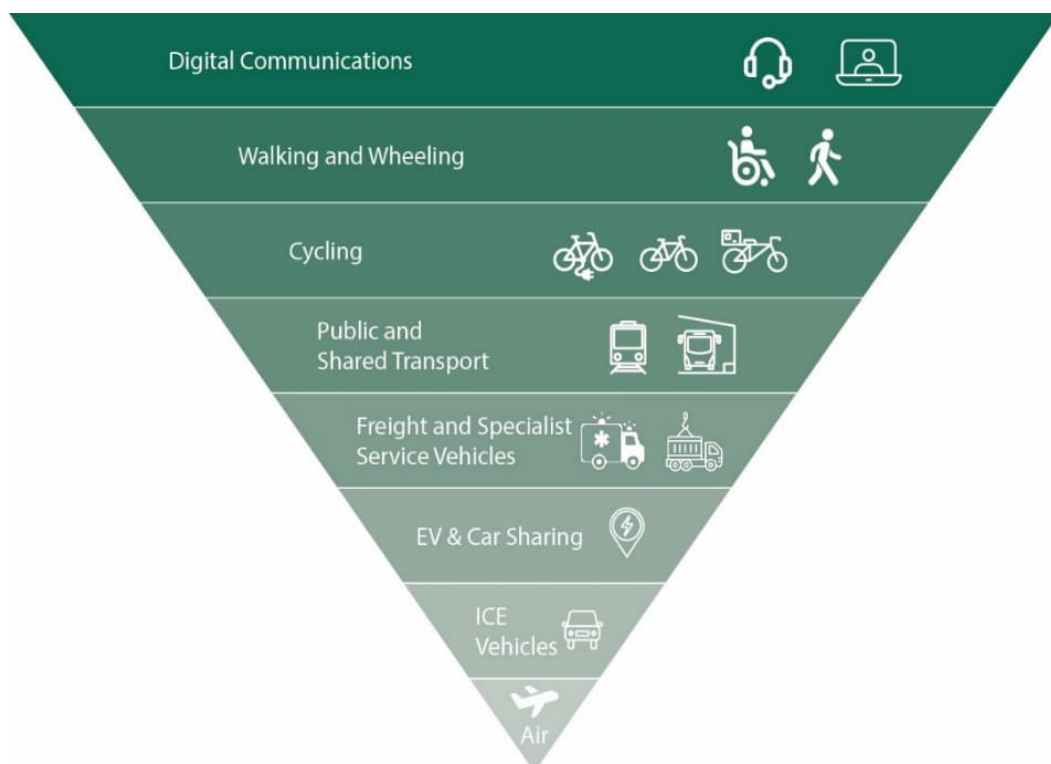 Digital Communications
Walking and Wheeling
Cycling
Public and
Shared Transport
Freight and Specialist
Service Vehicles
EV & Car Sharing
ICE
Vehicles
Air